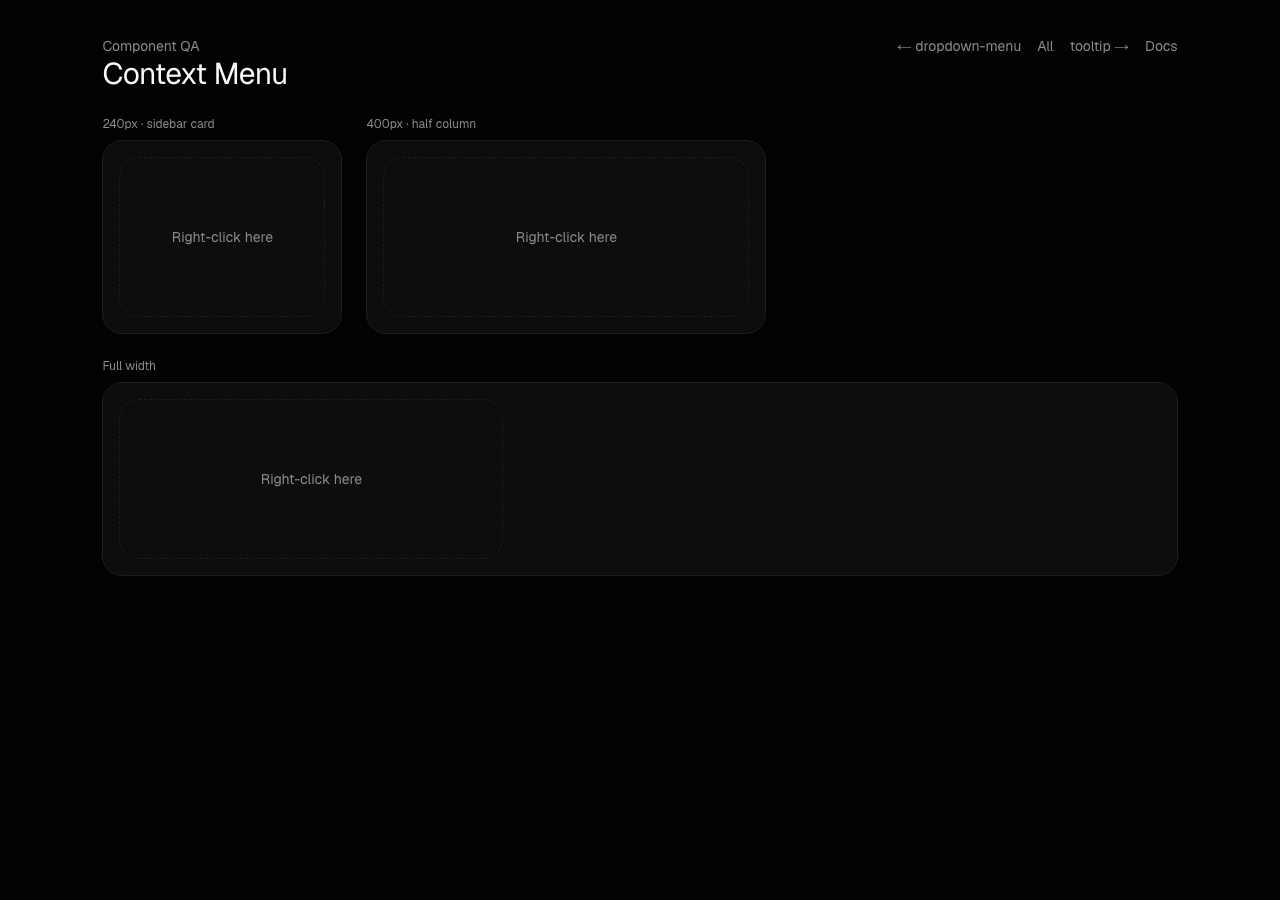 Component QA
Context Menu
← dropdown-menu
All
tooltip →
Docs
240px · sidebar card
400px · half column
Right-click here
Right-click here
Full width
Right-click here